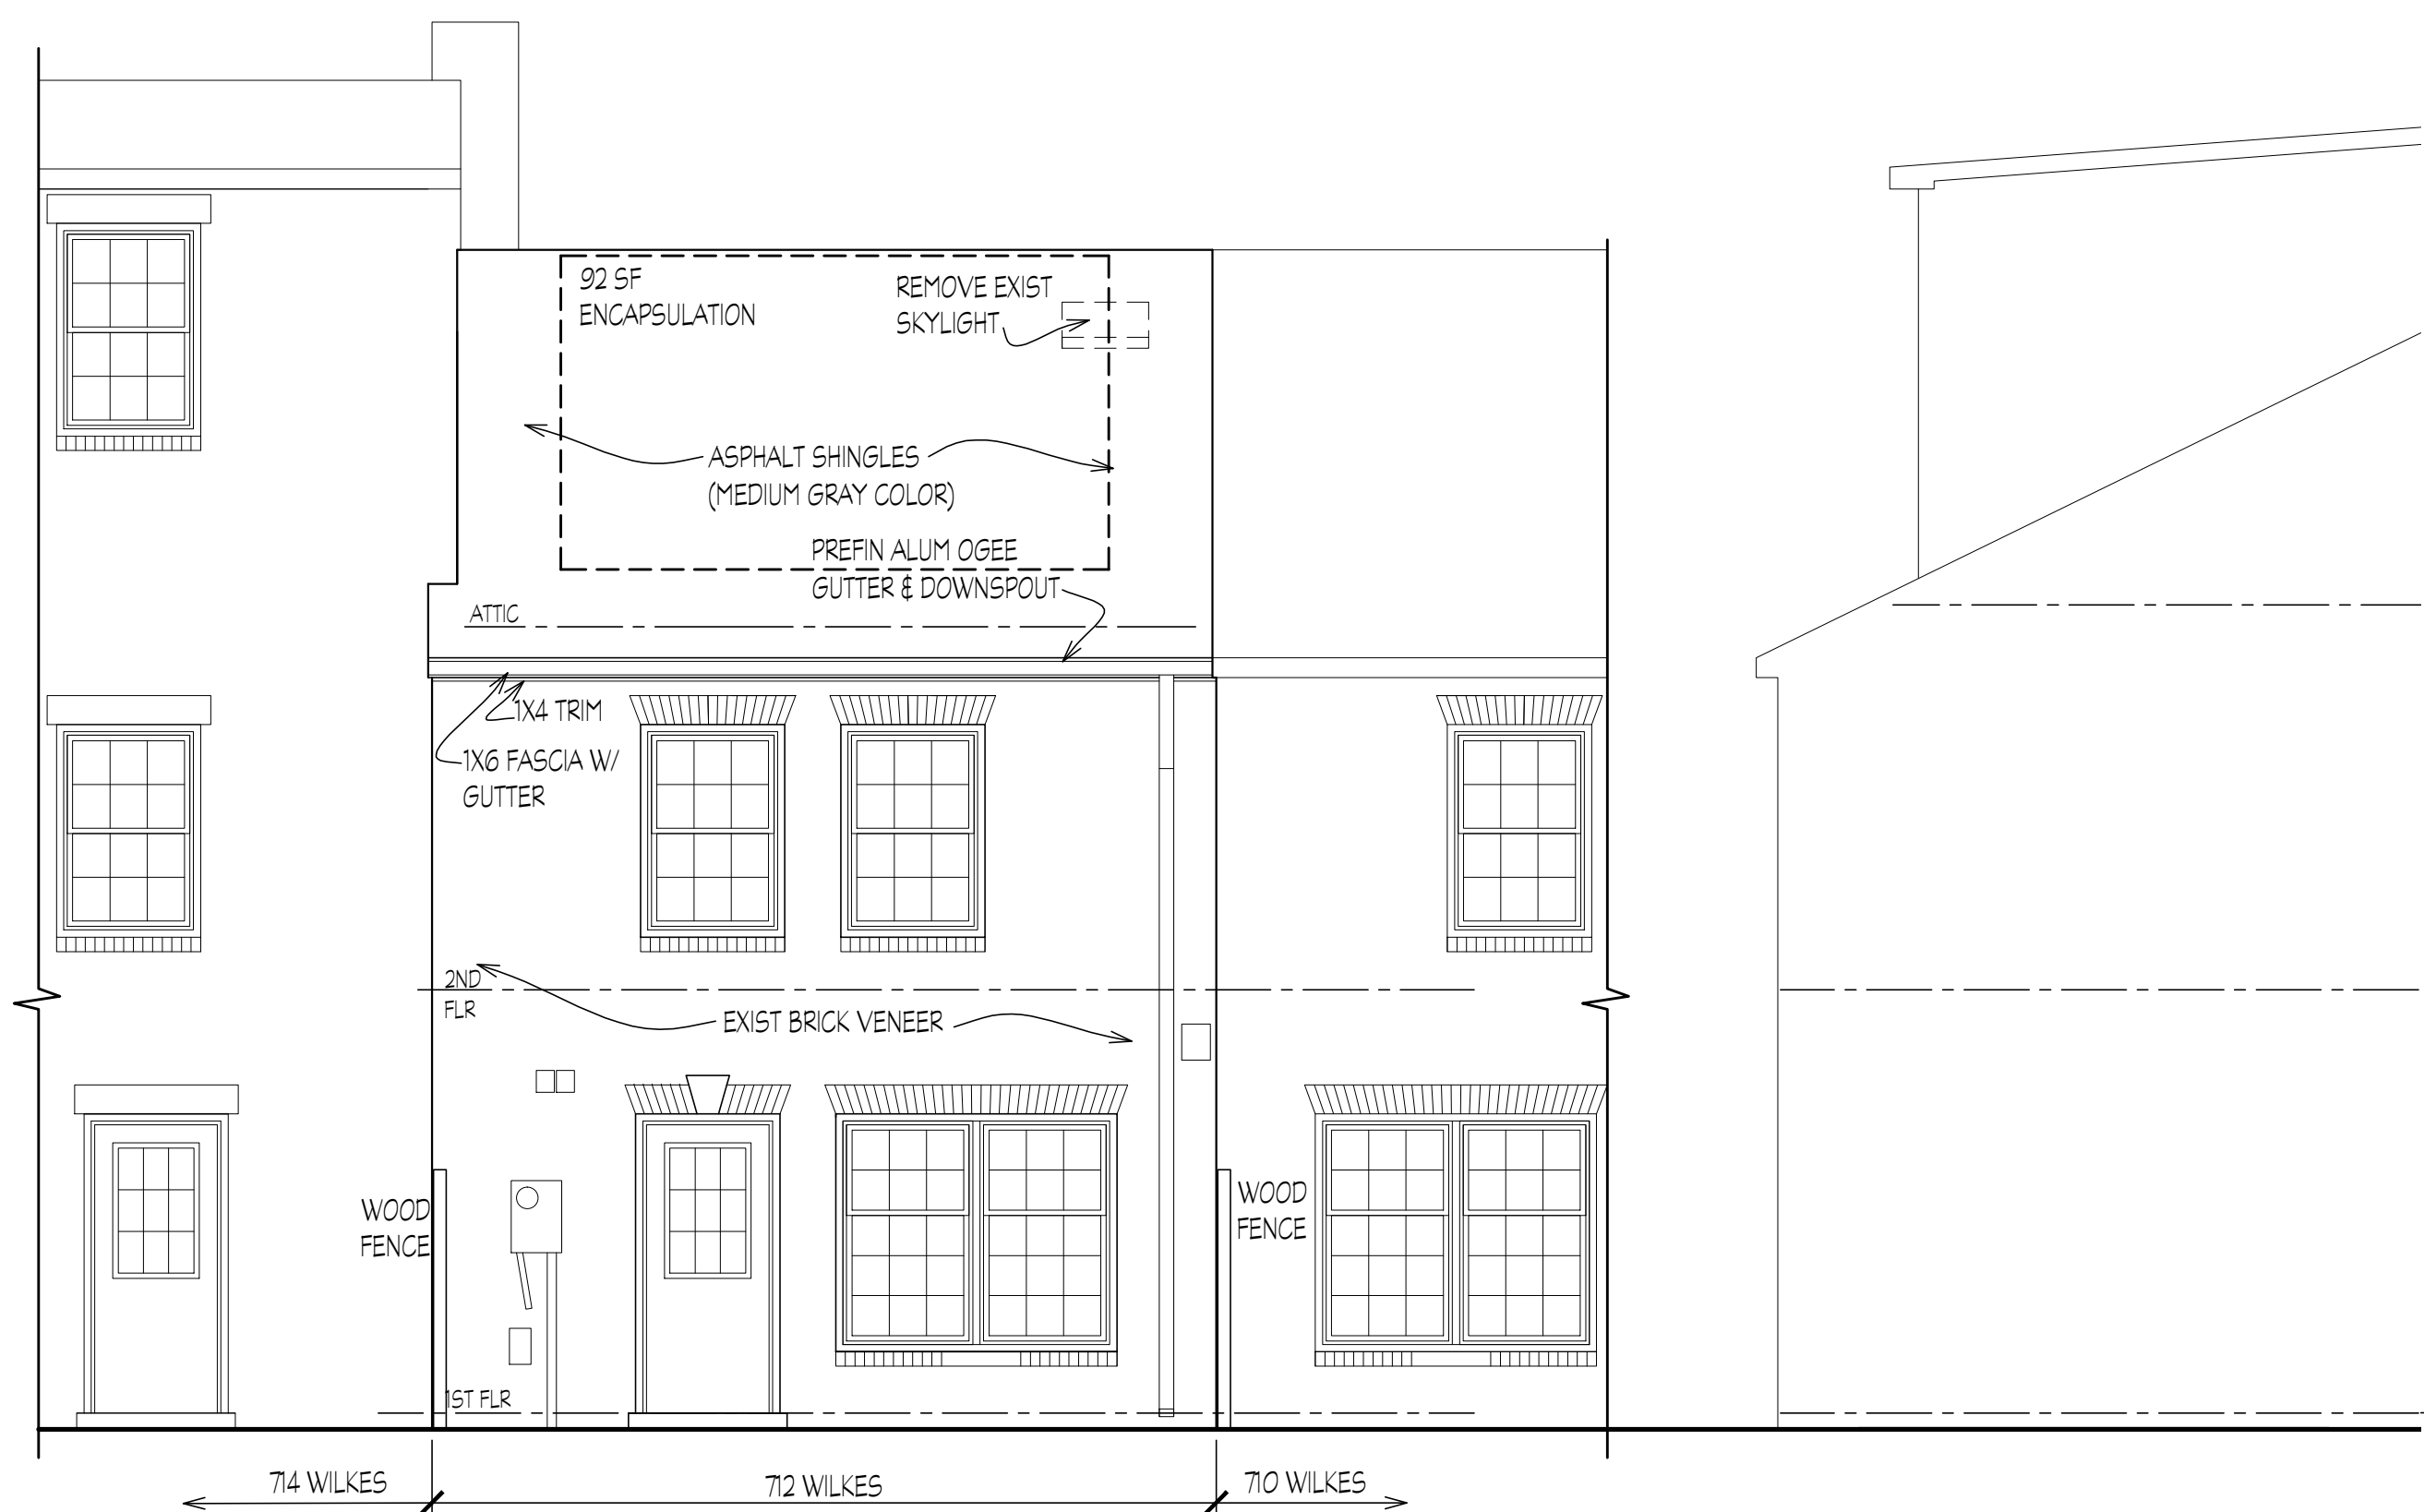 92 SF
ENCAPSULATION
REMOVE EXIST
SKYLIGHT
ASPHALT SHINGLES
(MEDIUM GRAY COLOR)
PREFIN ALUM OGEE
GUTTER & DOWNSPOUT
ATTIC
1X4 TRIM
1X6 FASCIA W/
GUTTER
2ND
FLR
EXIST BRICK VENEER
WOOD
FENCE
WOOD
FENCE
1ST FLR
714 WILKES
712 WILKES
710 WILKES